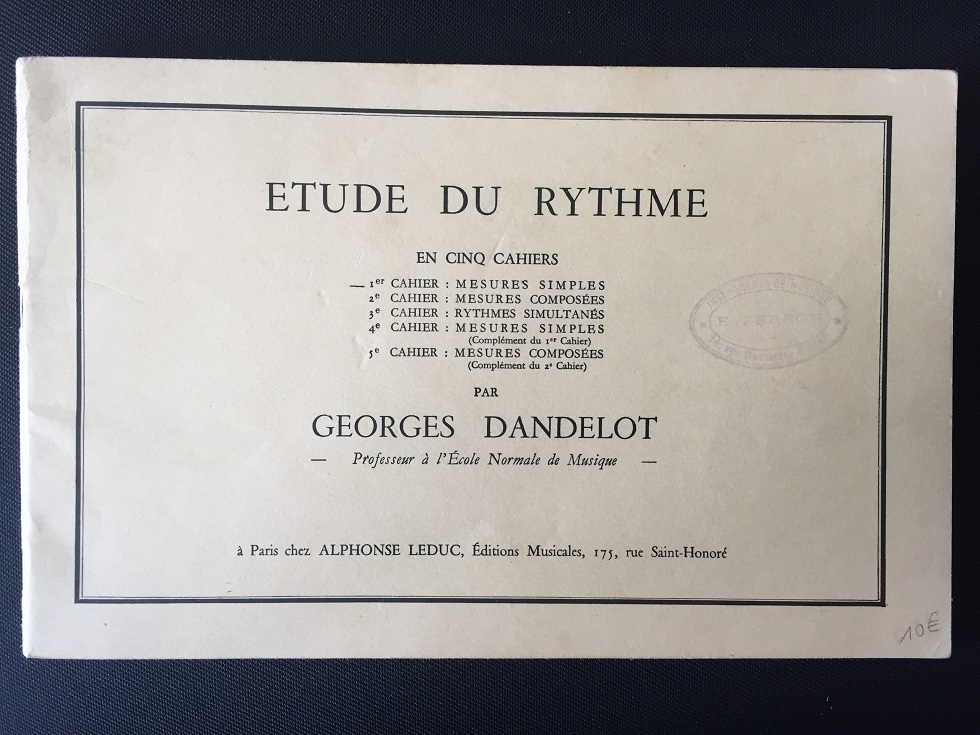 ETUDE DU RYTHME
EN CINQ CAHIERS
— 1er CAHIER : MESURES SIMPLES
2e CAHIER : MESURES COMPOSÉES
3e CAHIER : RYTHMES SIMULTANÉS
4e CAHIER : MESURES SIMPLES
(Complément du 1er Cahier)
5e CAHIER : MESURES COMPOSÉES
(Complément du 2e Cahier)
PAR
GEORGES DANDELOT
— Professeur à l'École Normale de Musique —
à Paris chez ALPHONSE LEDUC, Éditions Musicales, 175, rue Saint-Honoré
10€